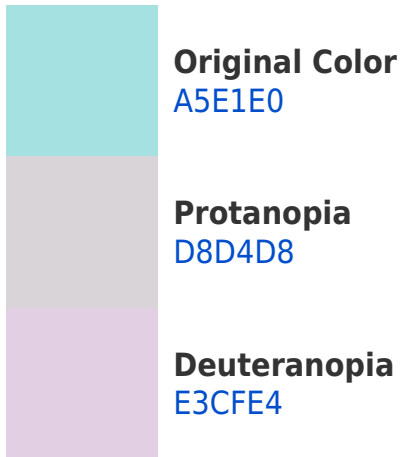 Original Color
A5E1E0
Protanopia
D8D4D8
Deuteranopia
E3CFE4